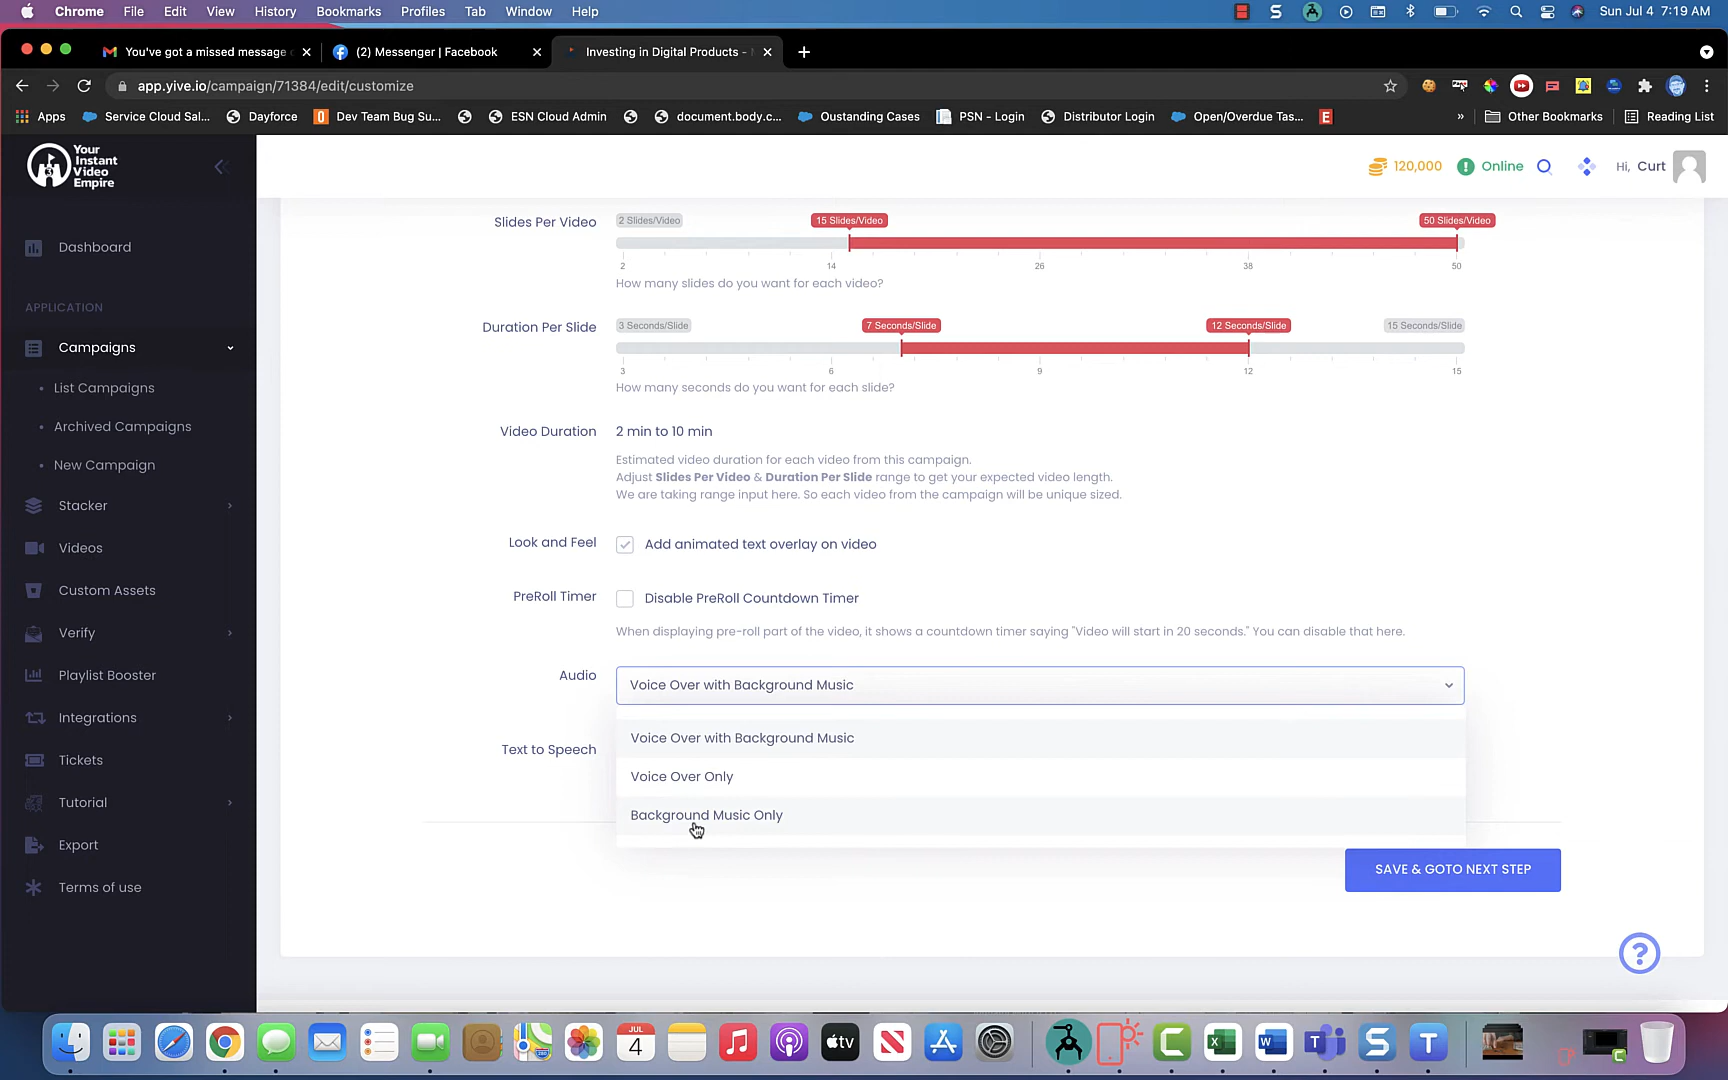 Chrome File Edit View History Bookmarks Profiles Tab Window Help
Sun Jul 4 7:19 AM
You've got a missed message
(2) Messenger | Facebook
Investing in Digital Products -
app.yive.io/campaign/71384/edit/customize
Apps
Service Cloud Sal...
Dayforce
Dev Team Bug Su...
ESN Cloud Admin
document.body.c...
Oustanding Cases
PSN - Login
Distributor Login
Open/Overdue Tas...
»
Other Bookmarks
Reading List
Your
Instant
Video
Empire
120,000
Online
Hi, Curt
Dashboard
APPLICATION
Campaigns
List Campaigns
Archived Campaigns
New Campaign
Stacker
Videos
Custom Assets
Verify
Playlist Booster
Integrations
Tickets
Tutorial
Export
Terms of use
Slides Per Video
2 Slides/Video
15 Slides/Video
50 Slides/Video
2 14 26 38 50
How many slides do you want for each video?
Duration Per Slide
3 Seconds/Slide
7 Seconds/Slide
12 Seconds/Slide
15 Seconds/Slide
3 6 9 12 15
How many seconds do you want for each slide?
Video Duration
2 min to 10 min
Estimated video duration for each video from this campaign.
Adjust Slides Per Video & Duration Per Slide range to get your expected video length.
We are taking range input here. So each video from the campaign will be unique sized.
Look and Feel
Add animated text overlay on video
PreRoll Timer
Disable PreRoll Countdown Timer
When displaying pre-roll part of the video, it shows a countdown timer saying "Video will start in 20 seconds." You can disable that here.
Audio
Voice Over with Background Music
Voice Over with Background Music
Text to Speech
Voice Over Only
Background Music Only
SAVE & GOTO NEXT STEP
?
JUL
4
tv